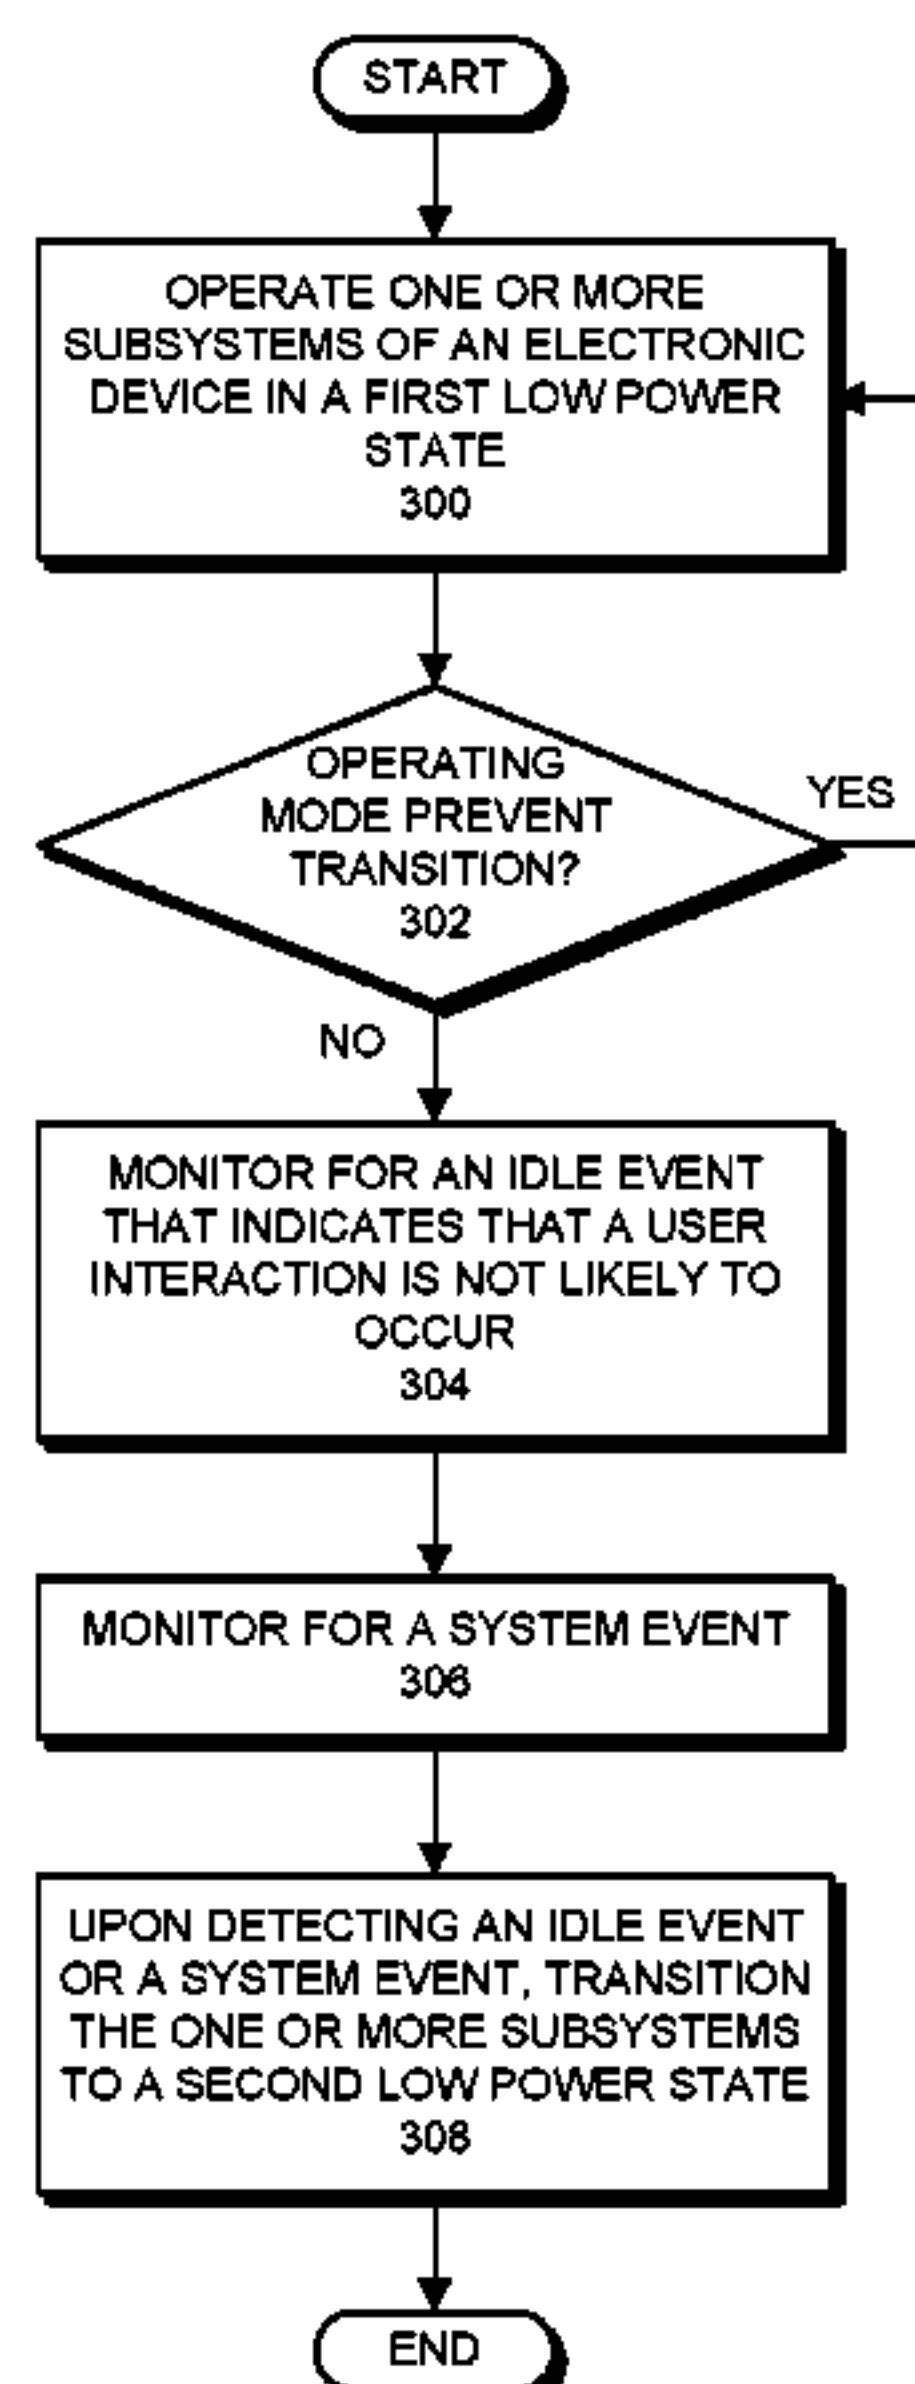 START
OPERATE ONE OR MORE
SUBSYSTEMS OF AN ELECTRONIC
DEVICE IN A FIRST LOW POWER
STATE
300
OPERATING
MODE PREVENT
TRANSITION?
302
YES
NO
MONITOR FOR AN IDLE EVENT
THAT INDICATES THAT A USER
INTERACTION IS NOT LIKELY TO
OCCUR
304
MONITOR FOR A SYSTEM EVENT
306
UPON DETECTING AN IDLE EVENT
OR A SYSTEM EVENT, TRANSITION
THE ONE OR MORE SUBSYSTEMS
TO A SECOND LOW POWER STATE
308
END